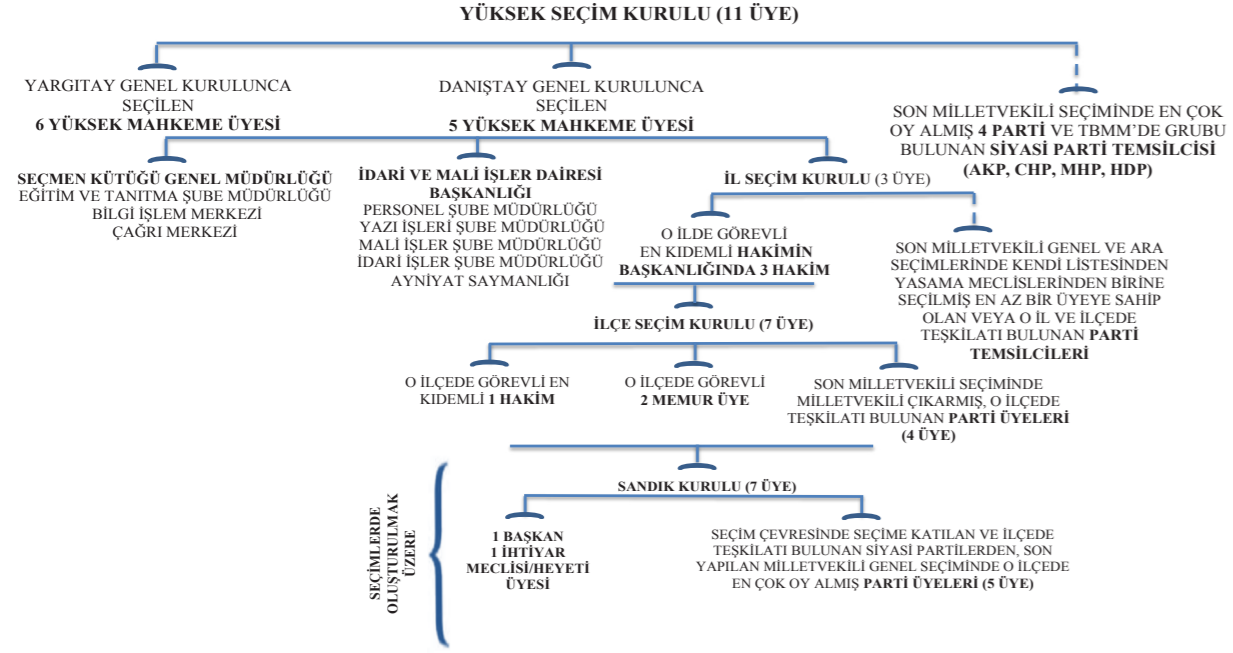 YÜKSEK SEÇİM KURULU (11 ÜYE)
YARGITAY GENEL KURULUNCA
SEÇİLEN
6 YÜKSEK MAHKEME ÜYESİ
DANIŞTAY GENEL KURULUNCA
SEÇİLEN
5 YÜKSEK MAHKEME ÜYESİ
SON MİLLETVEKİLİ SEÇİMİNDE EN ÇOK
OY ALMIŞ 4 PARTİ VE TBMM’DE GRUBU
BULUNAN SİYASİ PARTİ TEMSİLCİSİ
(AKP, CHP, MHP, HDP)
SEÇMEN KÜTÜĞÜ GENEL MÜDÜRLÜĞÜ
EĞİTİM VE TANITMA ŞUBE MÜDÜRLÜĞÜ
BİLGİ İŞLEM MERKEZİ
ÇAĞRI MERKEZİ
İDARİ VE MALİ İŞLER DAİRESİ
BAŞKANLIĞI
PERSONEL ŞUBE MÜDÜRLÜĞÜ
YAZI İŞLERİ ŞUBE MÜDÜRLÜĞÜ
MALİ İŞLER ŞUBE MÜDÜRLÜĞÜ
İDARİ İŞLER ŞUBE MÜDÜRLÜĞÜ
AYNİYAT SAYMANLIĞI
İL SEÇİM KURULU (3 ÜYE)
O İLDE GÖREVLİ
EN KIDEMLİ HAKİMİN
BAŞKANLIĞINDA 3 HAKİM
SON MİLLETVEKİLİ GENEL VE ARA
SEÇİMLERİNDE KENDİ LİSTESİNDEN
YASAMA MECLİSLERİNDEN BİRİNE
SEÇİLMİŞ EN AZ BİR ÜYEYE SAHİP
OLAN VEYA O İL VE İLÇEDE
TEŞKİLATI BULUNAN PARTİ
TEMSİLCİLERİ
İLÇE SEÇİM KURULU (7 ÜYE)
O İLÇEDE GÖREVLİ EN
KIDEMLİ 1 HAKİM
O İLÇEDE GÖREVLİ
2 MEMUR ÜYE
SON MİLLETVEKİLİ SEÇİMİNDE
MİLLETVEKİLİ ÇIKARMIŞ, O İLÇEDE
TEŞKİLATI BULUNAN PARTİ ÜYELERİ
(4 ÜYE)
SEÇİMLERDE
OLUŞTURULMAK
ÜZERE
SANDIK KURULU (7 ÜYE)
1 BAŞKAN
1 İHTİYAR
MECLİSİ/HEYETİ
ÜYESİ
SEÇİM ÇEVRESİNDE SEÇİME KATILAN VE İLÇEDE
TEŞKİLATI BULUNAN SİYASİ PARTİLERDEN, SON
YAPILAN MİLLETVEKİLİ GENEL SEÇİMİNDE O İLÇEDE
EN ÇOK OY ALMIŞ PARTİ ÜYELERİ (5 ÜYE)